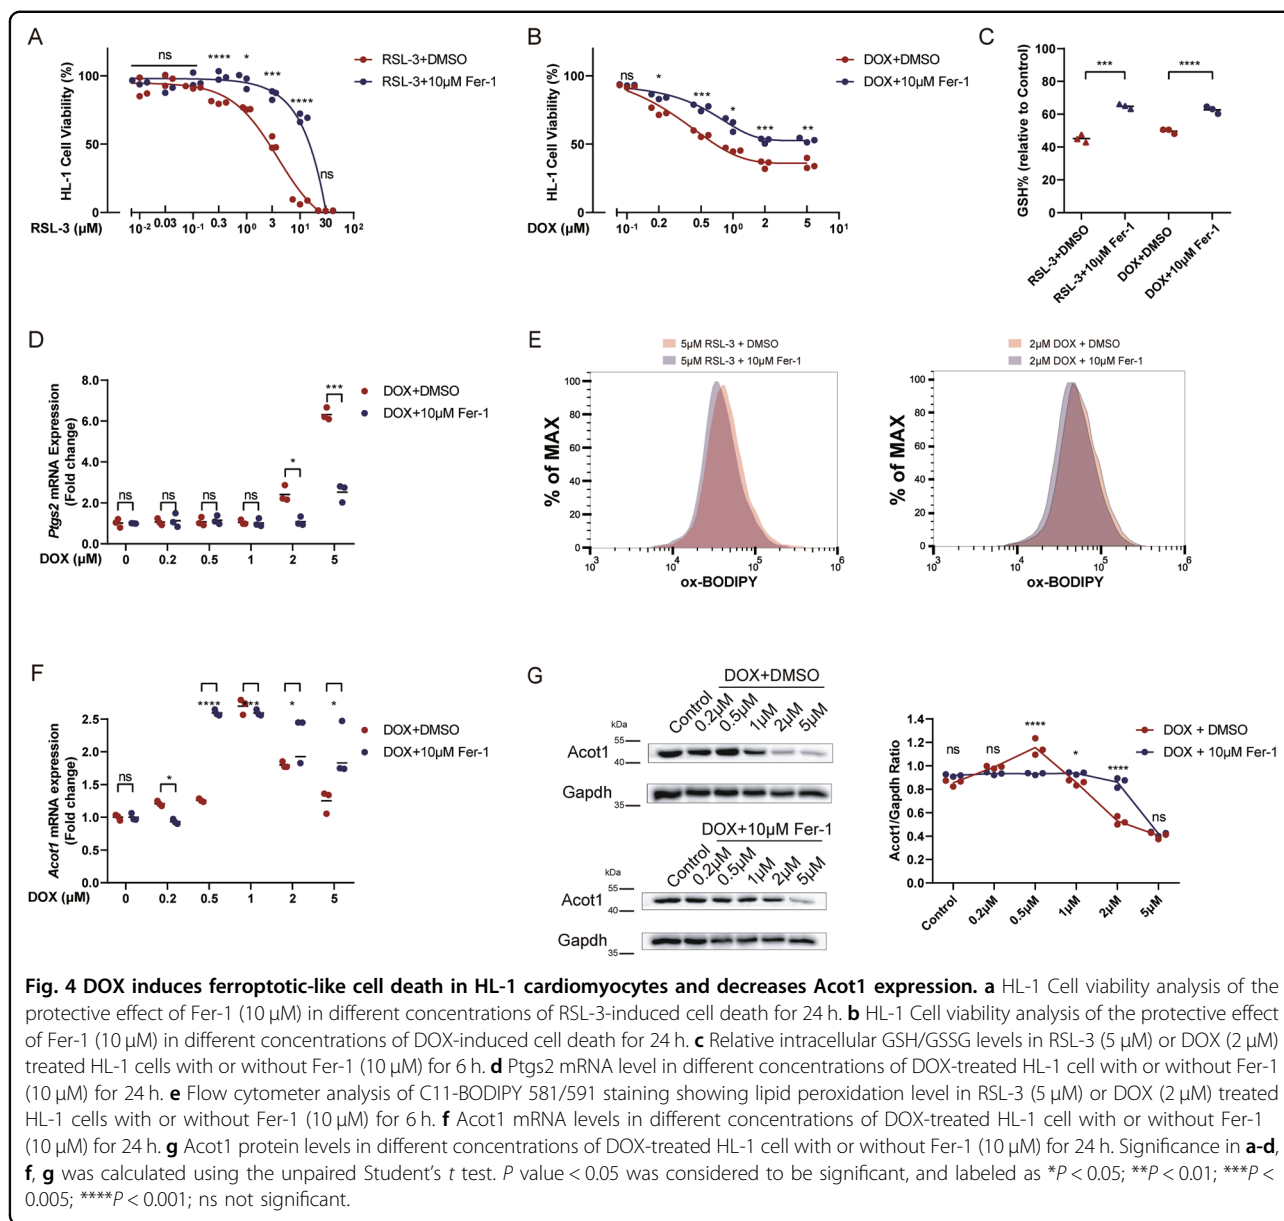 A
ns
****
*
***
****
ns
RSL-3+DMSO
RSL-3+10μM Fer-1
HL-1 Cell Viability (%)
100
50
0
RSL-3 (μM)
10⁻² 0.03 10⁻¹ 0.3 10⁰ 3 10¹ 30 10²
B
ns
*
***
*
***
**
DOX+DMSO
DOX+10μM Fer-1
HL-1 Cell Viability (%)
100
50
0
DOX (μM)
10⁻¹ 0.2 0.5 10⁰ 2 5 10¹
C
***
****
GSH% (relative to Control)
100
80
60
40
20
0
RSL-3+DMSO
RSL-3+10μM Fer-1
DOX+DMSO
DOX+10μM Fer-1
D
Ptgs2 mRNA Expression
(Fold change)
8.0
6.0
4.0
2.0
0.0
ns ns ns ns * ***
DOX+DMSO
DOX+10μM Fer-1
DOX (μM)
0 0.2 0.5 1 2 5
E
5μM RSL-3 + DMSO
5μM RSL-3 + 10μM Fer-1
% of MAX
100
80
60
40
20
0
10³ 10⁴ 10⁵ 10⁶
ox-BODIPY
2μM DOX + DMSO
2μM DOX + 10μM Fer-1
% of MAX
100
80
60
40
20
0
10³ 10⁴ 10⁵ 10⁶
ox-BODIPY
F
Acot1 mRNA expression
(Fold change)
2.5
2.0
1.5
1.0
0.5
0.0
ns * **** *** * *
DOX+DMSO
DOX+10μM Fer-1
DOX (μM)
0 0.2 0.5 1 2 5
G
DOX+DMSO
Control 0.2μM 0.5μM 1μM 2μM 5μM
kDa
55
Acot1
40
Gapdh
35
DOX+10μM Fer-1
Control 0.2μM 0.5μM 1μM 2μM 5μM
kDa
55
Acot1
40
Gapdh
35
Acot1/Gapdh Ratio
1.4
1.2
1.0
0.8
0.6
0.4
0.2
0.0
ns ns **** * **** ns
DOX + DMSO
DOX + 10μM Fer-1
Control 0.2μM 0.5μM 1μM 2μM 5μM
Fig. 4 DOX induces ferroptotic-like cell death in HL-1 cardiomyocytes and decreases Acot1 expression. a HL-1 Cell viability analysis of the
protective effect of Fer-1 (10 μM) in different concentrations of RSL-3-induced cell death for 24 h. b HL-1 Cell viability analysis of the protective effect
of Fer-1 (10 μM) in different concentrations of DOX-induced cell death for 24 h. c Relative intracellular GSH/GSSG levels in RSL-3 (5 μM) or DOX (2 μM)
treated HL-1 cells with or without Fer-1 (10 μM) for 6 h. d Ptgs2 mRNA level in different concentrations of DOX-treated HL-1 cell with or without Fer-1
(10 μM) for 24 h. e Flow cytometer analysis of C11-BODIPY 581/591 staining showing lipid peroxidation level in RSL-3 (5 μM) or DOX (2 μM) treated
HL-1 cells with or without Fer-1 (10 μM) for 6 h. f Acot1 mRNA levels in different concentrations of DOX-treated HL-1 cell with or without Fer-1
(10 μM) for 24 h. g Acot1 protein levels in different concentrations of DOX-treated HL-1 cell with or without Fer-1 (10 μM) for 24 h. Significance in a-d,
f, g was calculated using the unpaired Student's t test. P value < 0.05 was considered to be significant, and labeled as *P < 0.05; **P < 0.01; ***P <
0.005; ****P < 0.001; ns not significant.